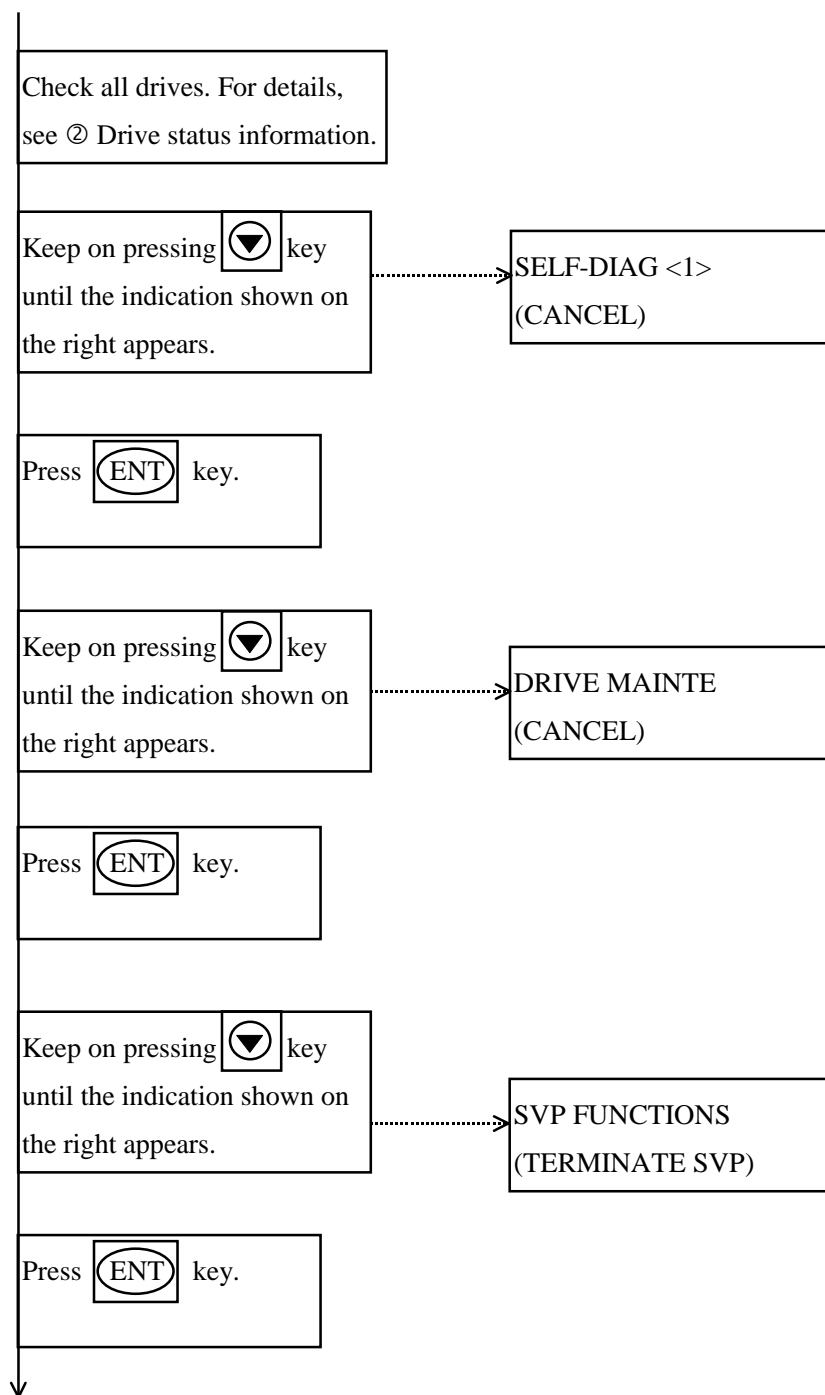 Check all drives. For details,
see ② Drive status information.
Keep on pressing ▼ key
until the indication shown on
the right appears.
SELF-DIAG <1>
(CANCEL)
Press ENT key.
Keep on pressing ▼ key
until the indication shown on
the right appears.
DRIVE MAINTE
(CANCEL)
Press ENT key.
Keep on pressing ▼ key
until the indication shown on
the right appears.
SVP FUNCTIONS
(TERMINATE SVP)
Press ENT key.